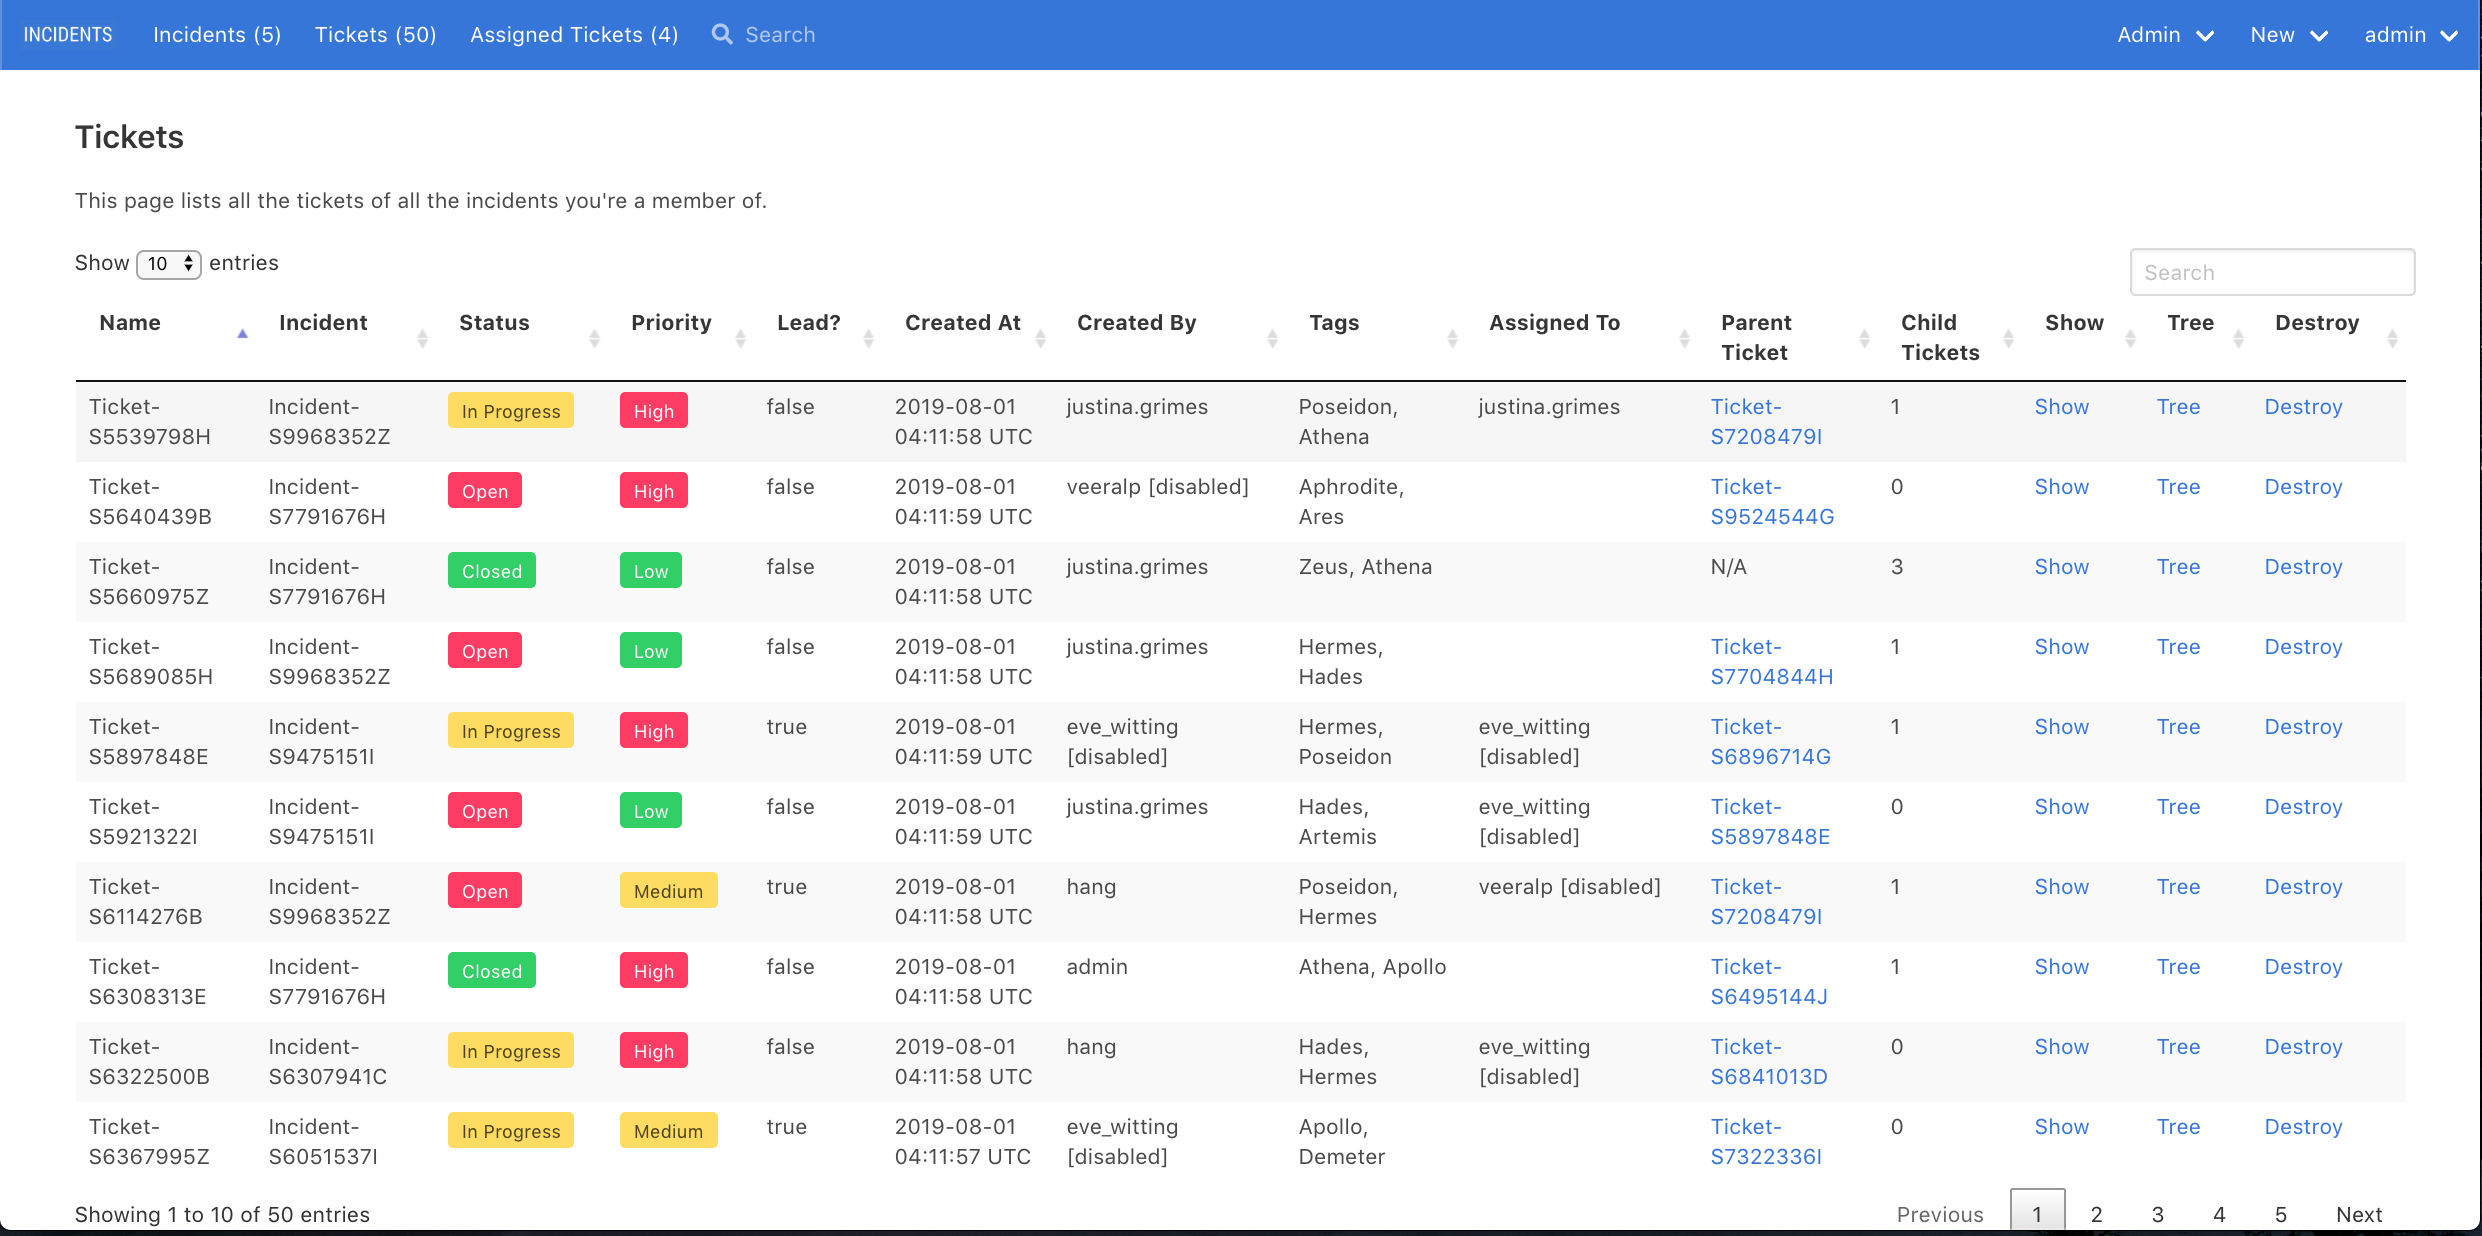 INCIDENTS Incidents (5) Tickets (50) Assigned Tickets (4) Search Admin New admin
Tickets
This page lists all the tickets of all the incidents you're a member of.
Show 10 entries Search
Name Incident Status Priority Lead? Created At Created By Tags Assigned To Parent Child Show Tree Destroy
Ticket Tickets
Ticket- Incident- In Progress High false 2019-08-01 justina.grimes Poseidon, justina.grimes Ticket- 1 Show Tree Destroy
S5539798H S9968352Z 04:11:58 UTC Athena S7208479I
Ticket- Incident- Open High false 2019-08-01 veeralp [disabled] Aphrodite, Ticket- 0 Show Tree Destroy
S5640439B S7791676H 04:11:59 UTC Ares S9524544G
Ticket- Incident- Closed Low false 2019-08-01 justina.grimes Zeus, Athena N/A 3 Show Tree Destroy
S5660975Z S7791676H 04:11:58 UTC
Ticket- Incident- Open Low false 2019-08-01 justina.grimes Hermes, Ticket- 1 Show Tree Destroy
S5689085H S9968352Z 04:11:58 UTC Hades S7704844H
Ticket- Incident- In Progress High true 2019-08-01 eve_witting Hermes, eve_witting Ticket- 1 Show Tree Destroy
S5897848E S9475151I 04:11:59 UTC [disabled] Poseidon [disabled] S6896714G
Ticket- Incident- Open Low false 2019-08-01 justina.grimes Hades, eve_witting Ticket- 0 Show Tree Destroy
S5921322I S9475151I 04:11:59 UTC Artemis [disabled] S5897848E
Ticket- Incident- Open Medium true 2019-08-01 hang Poseidon, veeralp [disabled] Ticket- 1 Show Tree Destroy
S6114276B S9968352Z 04:11:58 UTC Hermes S7208479I
Ticket- Incident- Closed High false 2019-08-01 admin Athena, Apollo Ticket- 1 Show Tree Destroy
S6308313E S7791676H 04:11:58 UTC S6495144J
Ticket- Incident- In Progress High false 2019-08-01 hang Hades, eve_witting Ticket- 0 Show Tree Destroy
S6322500B S6307941C 04:11:58 UTC Hermes [disabled] S6841013D
Ticket- Incident- In Progress Medium true 2019-08-01 eve_witting Apollo, Ticket- 0 Show Tree Destroy
S6367995Z S6051537I 04:11:57 UTC [disabled] Demeter S7322336I
Showing 1 to 10 of 50 entries Previous 1 2 3 4 5 Next